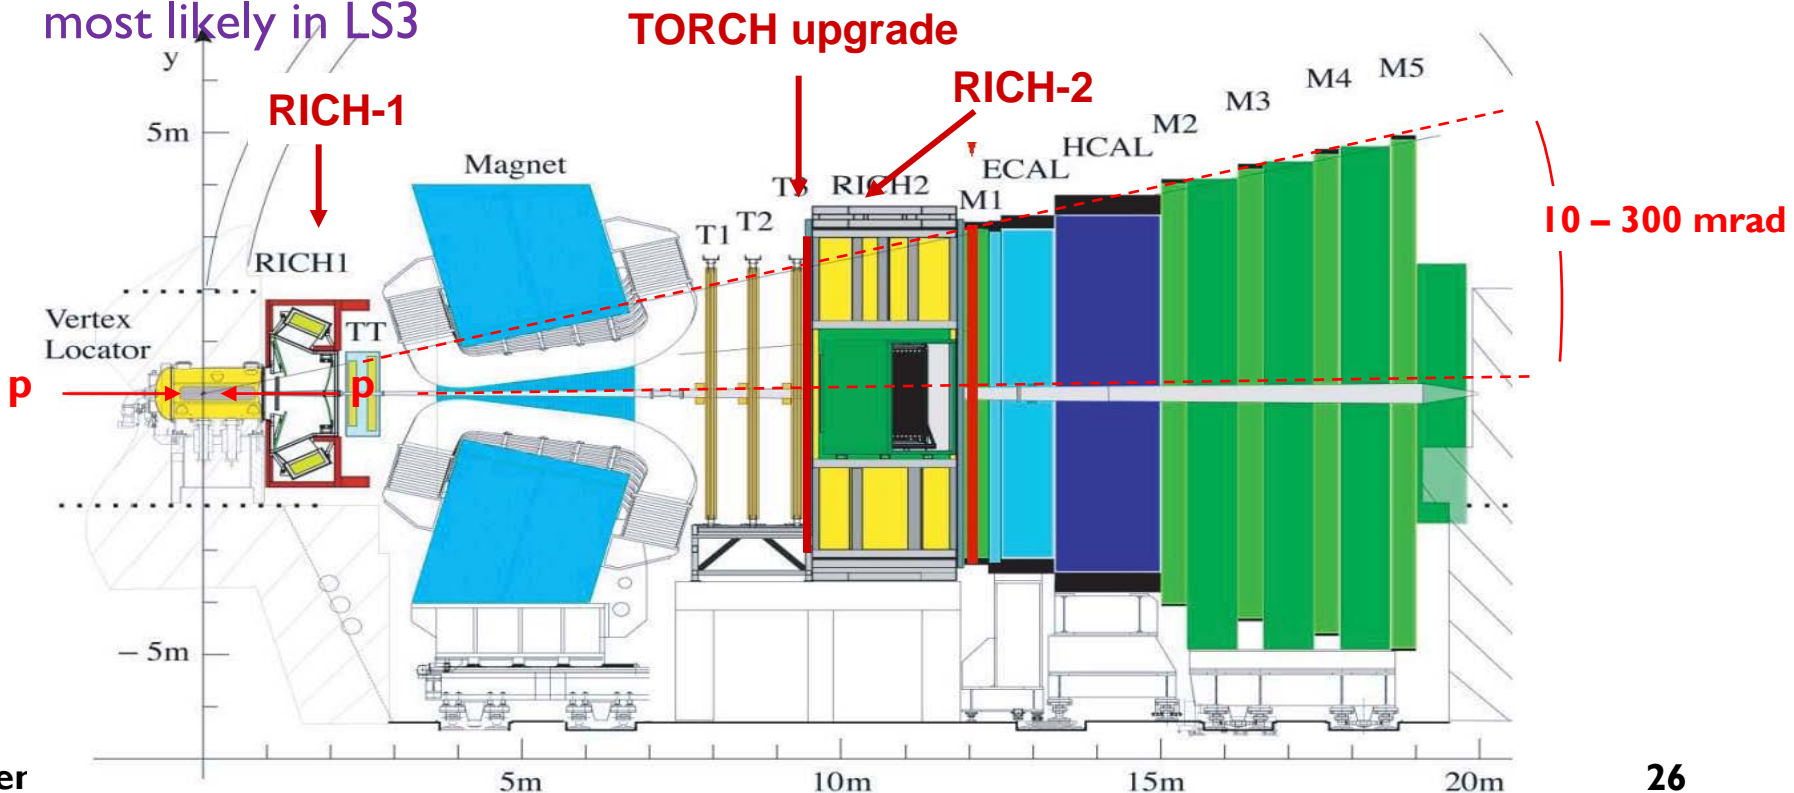 most likely in LS3
TORCH upgrade
RICH-2
RICH-1
y
5m
Magnet
M1
M2
M3
M4
M5
ECAL
HCAL
T1
T2
T3
RICH2
10 – 300 mrad
RICH1
Vertex
Locator
TT
p
p
– 5m
5m
10m
15m
20m
er
26